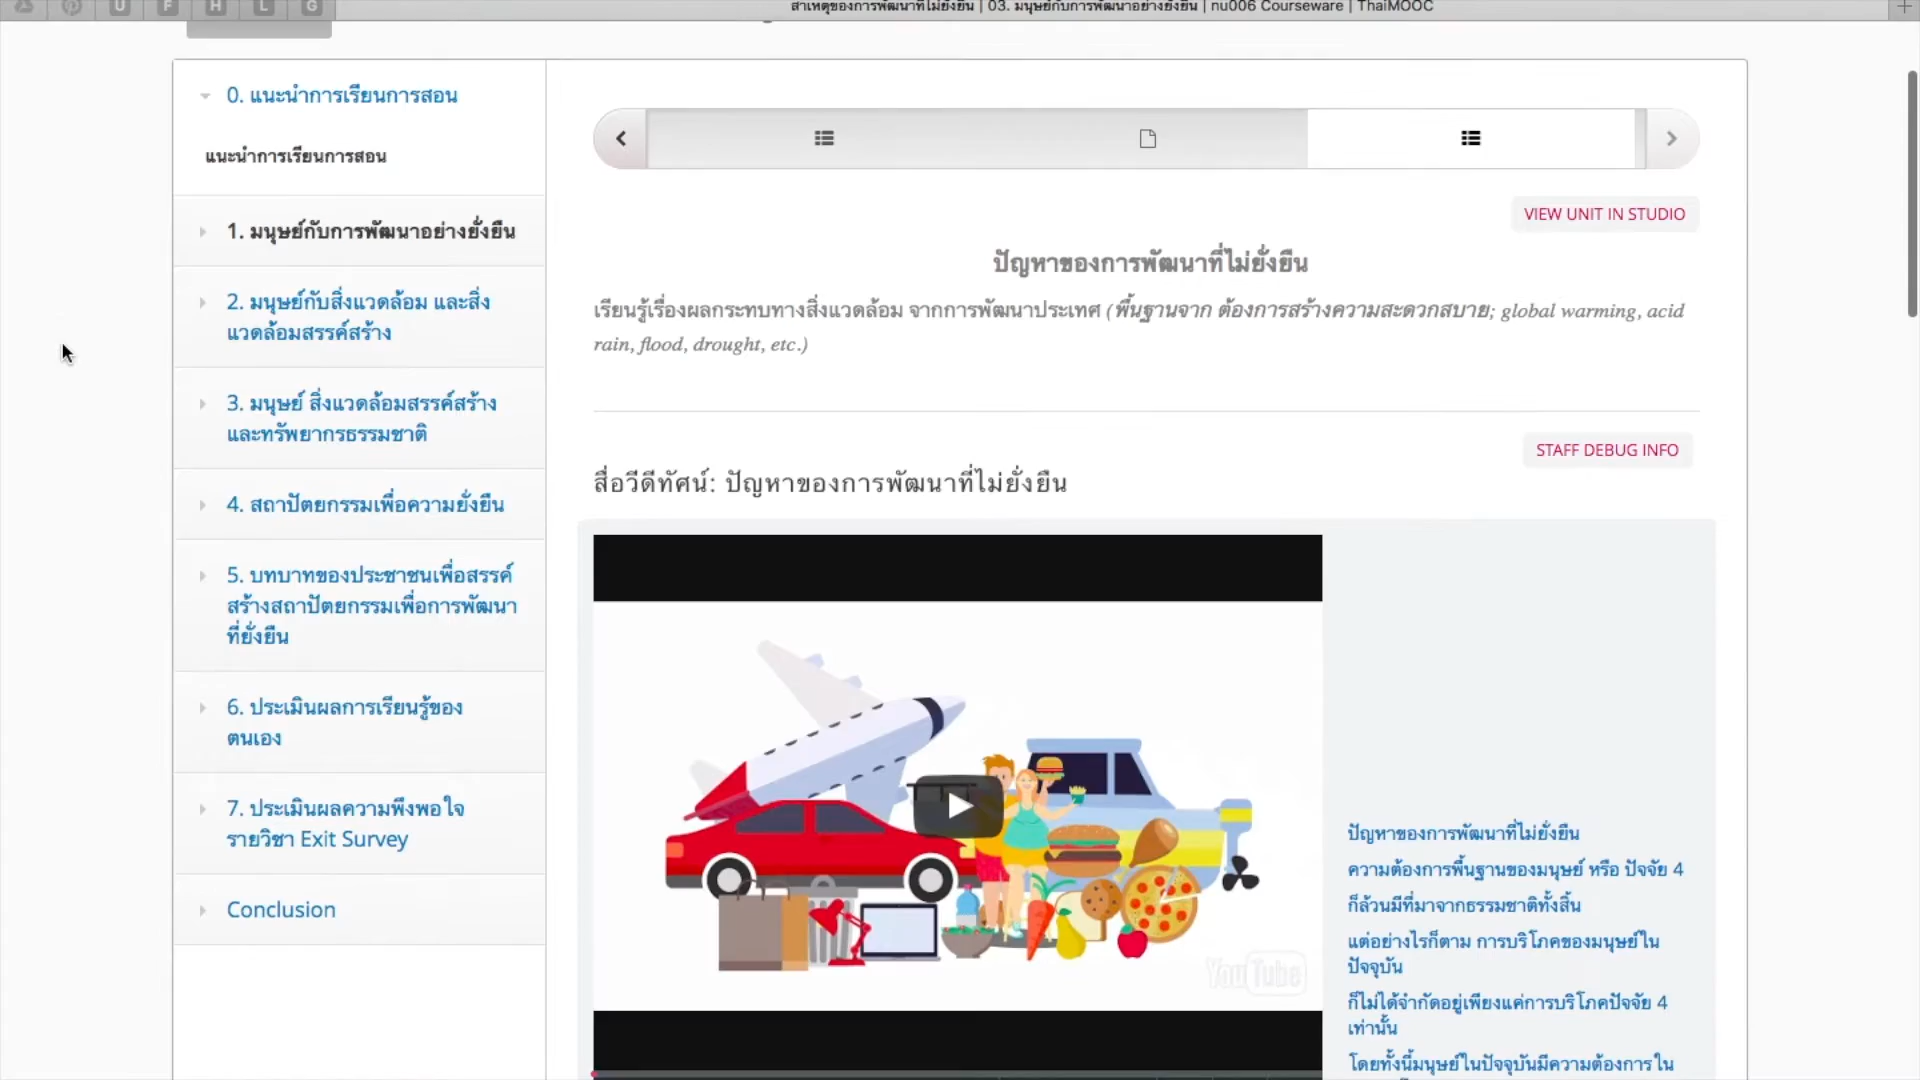 U F H L G
สาเหตุของการพัฒนาที่ไม่ยั่งยืน | 03. มนุษย์กับการพัฒนาอย่างยั่งยืน | nu006 Courseware | ThaiMOOC
0. แนะนำการเรียนการสอน
แนะนำการเรียนการสอน
1. มนุษย์กับการพัฒนาอย่างยั่งยืน
2. มนุษย์กับสิ่งแวดล้อม และสิ่ง
แวดล้อมสรรค์สร้าง
3. มนุษย์ สิ่งแวดล้อมสรรค์สร้าง
และทรัพยากรธรรมชาติ
4. สถาปัตยกรรมเพื่อความยั่งยืน
5. บทบาทของประชาชนเพื่อสรรค์
สร้างสถาปัตยกรรมเพื่อการพัฒนา
ที่ยั่งยืน
6. ประเมินผลการเรียนรู้ของ
ตนเอง
7. ประเมินผลความพึงพอใจ
รายวิชา Exit Survey
Conclusion
VIEW UNIT IN STUDIO
ปัญหาของการพัฒนาที่ไม่ยั่งยืน
เรียนรู้เรื่องผลกระทบทางสิ่งแวดล้อม จากการพัฒนาประเทศ (พื้นฐานจาก ต้องการสร้างความสะดวกสบาย; global warming, acid
rain, flood, drought, etc.)
STAFF DEBUG INFO
สื่อวีดีทัศน์: ปัญหาของการพัฒนาที่ไม่ยั่งยืน
YouTube
ปัญหาของการพัฒนาที่ไม่ยั่งยืน
ความต้องการพื้นฐานของมนุษย์ หรือ ปัจจัย 4
ก็ล้วนมีที่มาจากธรรมชาติทั้งสิ้น
แต่อย่างไรก็ตาม การบริโภคของมนุษย์ใน
ปัจจุบัน
ก็ไม่ได้จำกัดอยู่เพียงแค่การบริโภคปัจจัย 4
เท่านั้น
โดยทั้งนี้มนุษย์ในปัจจุบันมีความต้องการใน